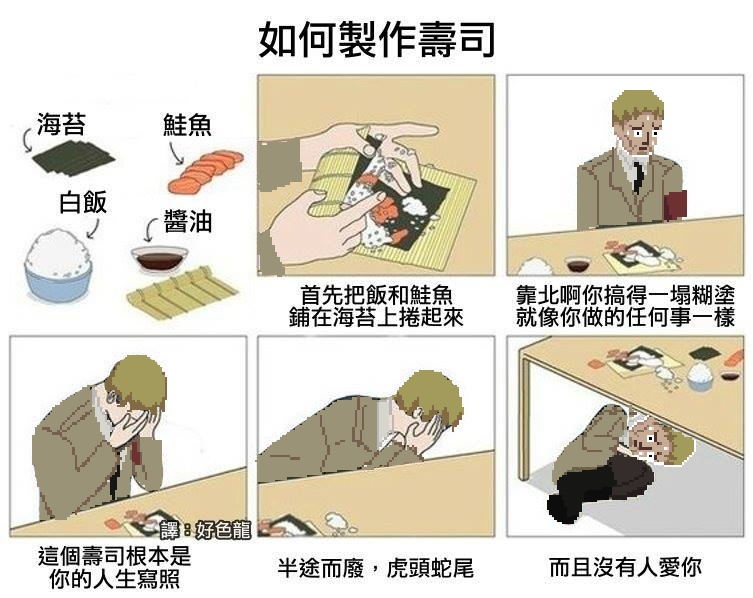 如何製作壽司
海苔
鮭魚
白飯
醬油
首先把飯和鮭魚
鋪在海苔上捲起來
靠北啊你搞得一塌糊塗
就像你做的任何事一樣
譯：好色龍
這個壽司根本是
你的人生寫照
半途而廢，虎頭蛇尾
而且沒有人愛你